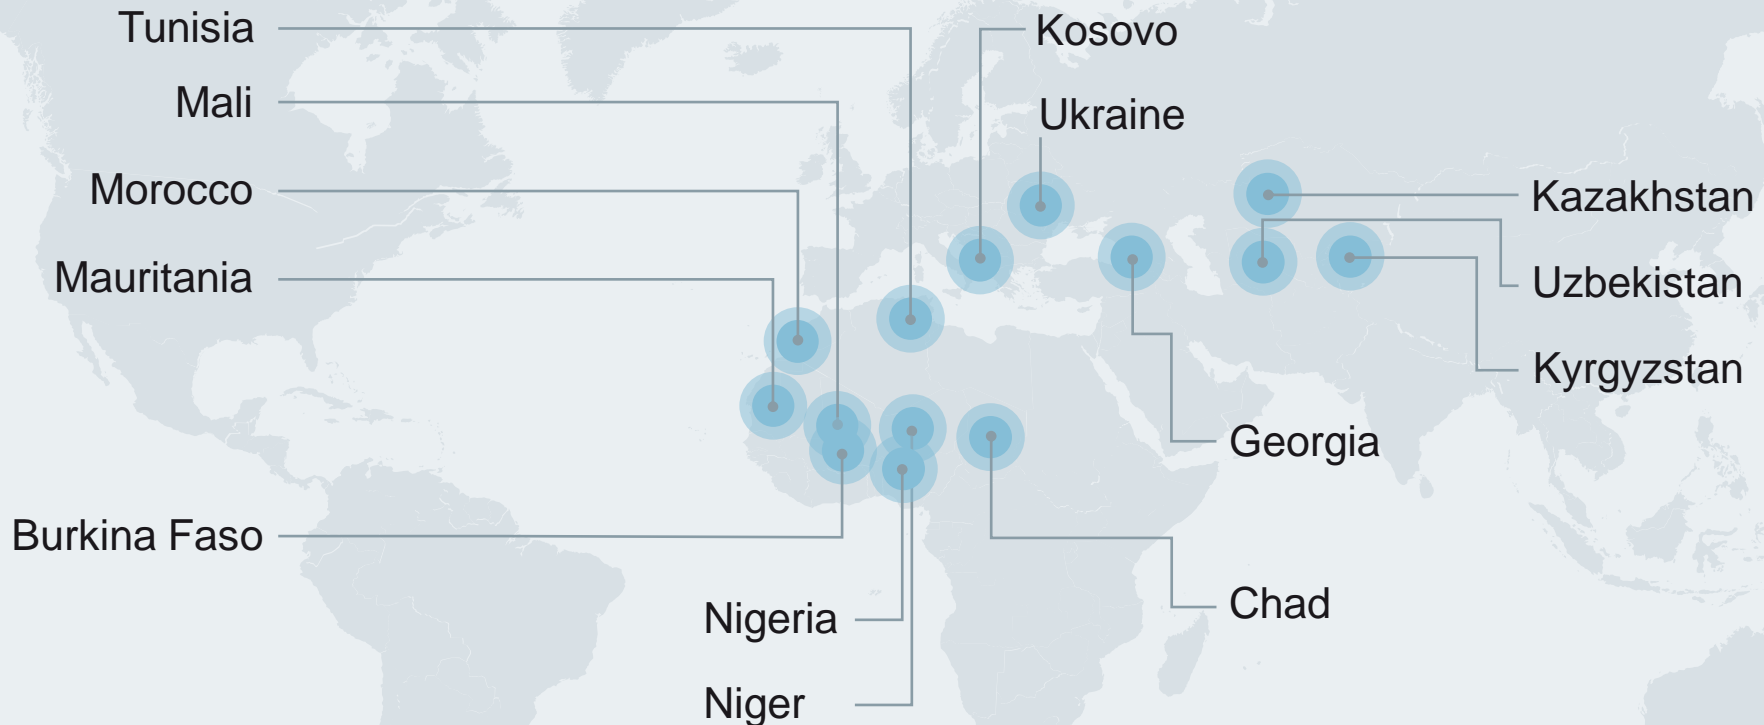 Tunisia
Mali
Morocco
Mauritania
Burkina Faso
Nigeria
Niger
Kosovo
Ukraine
Kazakhstan
Uzbekistan
Kyrgyzstan
Georgia
Chad